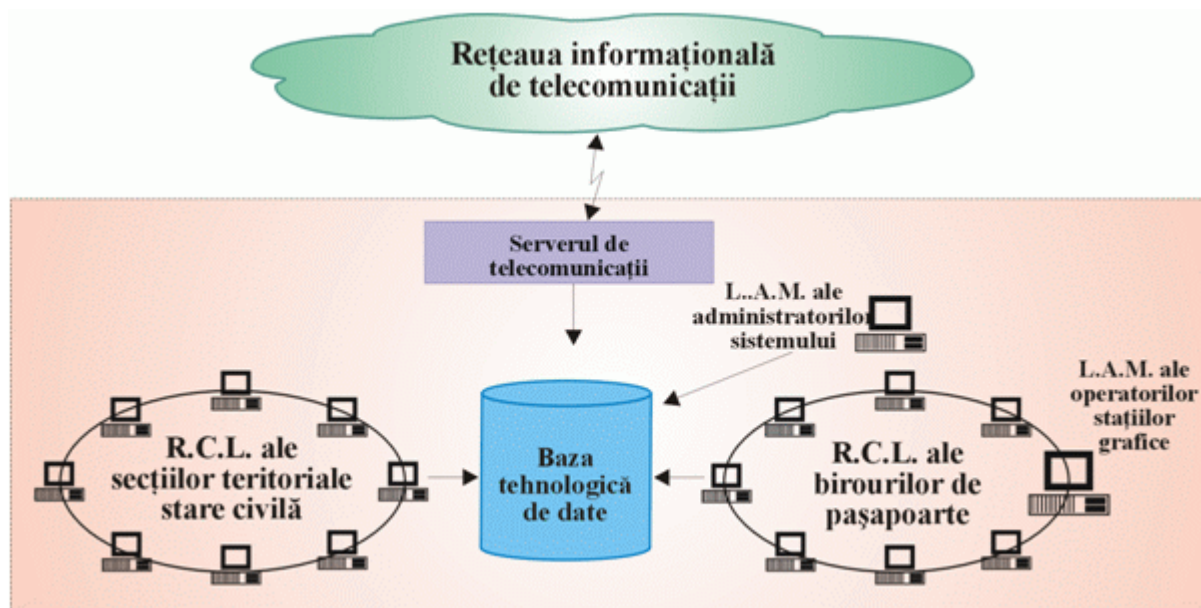 Rețeaua informațională
de telecomunicații
Serverul de
telecomunicații
L..A.M. ale
administratorilor
sistemului
L.A.M. ale
operatorilor
stațiilor
grafice
R.C.L. ale
secțiilor teritoriale
stare civilă
Baza
tehnologică
de date
R.C.L. ale
birourilor de
pașapoarte